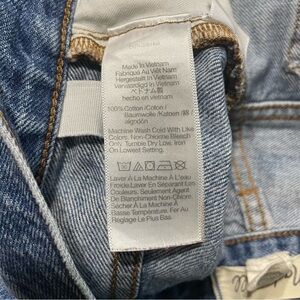 Made in Vietnam
Fabriqué Au Viêt Nam
Hergestellt in Vietnam
Vervaardigd in Vietnam
ベトナム製
hecho en vietnam
100%Cotton / Coton /
Baumwolle / Katoen / 綿
algodón
Machine Wash Cold With Like
Colors. Non-Chlorine Bleach
Only. Tumble Dry Low. Iron On
Lowest Setting.
Laver À La Machine À L'eau
Froide.Laver En Séparant Les
Couleurs. Seulement Agent
De Blanchiment Non-Chloré.
Sécher À La Machine À
Basse Température. Fer Au
Réglage Le Plus Bas.